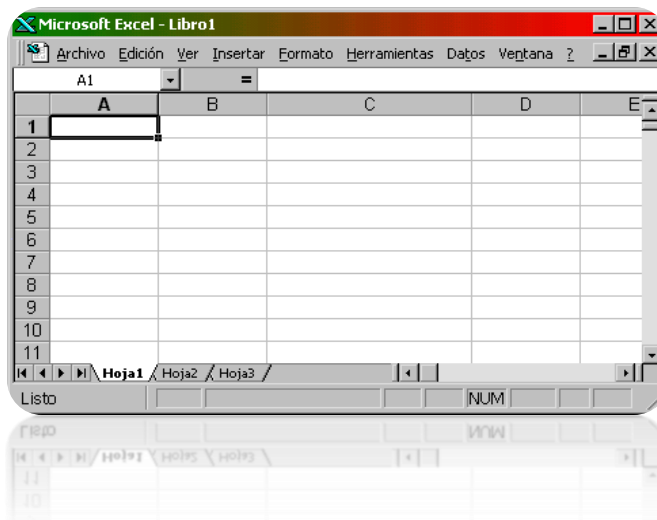 Microsoft Excel - Libro1
Archivo Edición Ver Insertar Formato Herramientas Datos Ventana ?
A1 =
A B C D E
1
2
3
4
5
6
7
8
9
10
11
Hoja1 Hoja2 Hoja3
Listo NUM